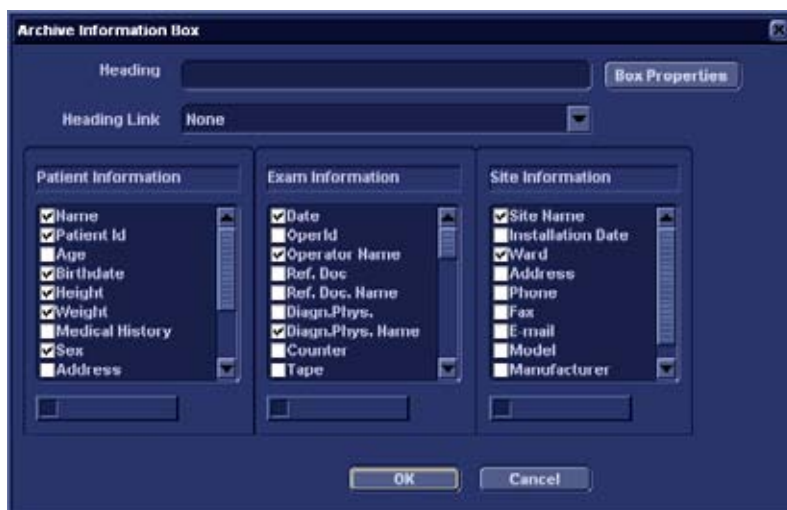 Archive Information Box
Heading
Box Properties
Heading Link
None
Patient Information
Name
Patient Id
Age
Birthdate
Height
Weight
Medical History
Sex
Address
Exam Information
Date
OperId
Operator Name
Ref. Doc
Ref. Doc. Name
Diagn.Phys.
Diagn.Phys. Name
Counter
Tape
Site Information
Site Name
Installation Date
Ward
Address
Phone
Fax
E-mail
Model
Manufacturer
OK
Cancel